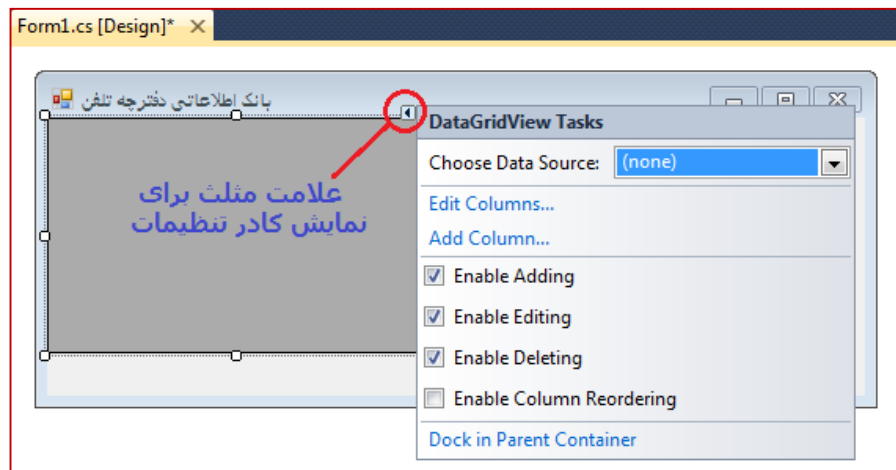 Form1.cs [Design]*
بانک اطلاعاتی دفترچه تلفن
DataGridView Tasks
Choose Data Source: (none)
علامت مثلث برای
نمایش کادر تنظیمات
Edit Columns...
Add Column...
Enable Adding
Enable Editing
Enable Deleting
Enable Column Reordering
Dock in Parent Container